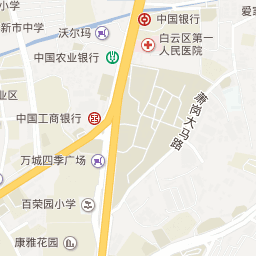 小学
沃尔玛
中国银行
爱家
新市中学
白云区第一
人民医院
中国农业银行
业区
中国工商银行
萧岗大马路
万城四季广场
百荣园小学
康雅花园